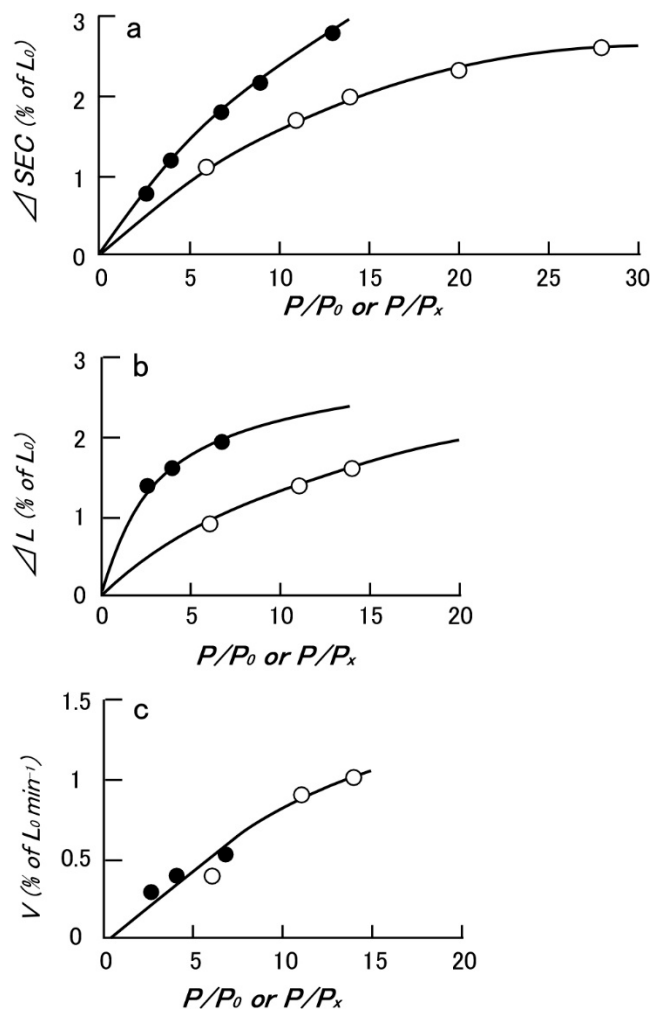 a
3
2
1
0
⊿ SEC (% of L₀)
0 5 10 15 20 25 30
P/P₀ or P/Pₓ
b
3
2
1
0
⊿ L (% of L₀)
0 5 10 15 20
P/P₀ or P/Pₓ
c
1.5
1
0.5
0
V (% of L₀ min⁻¹)
0 5 10 15 20
P/P₀ or P/Pₓ